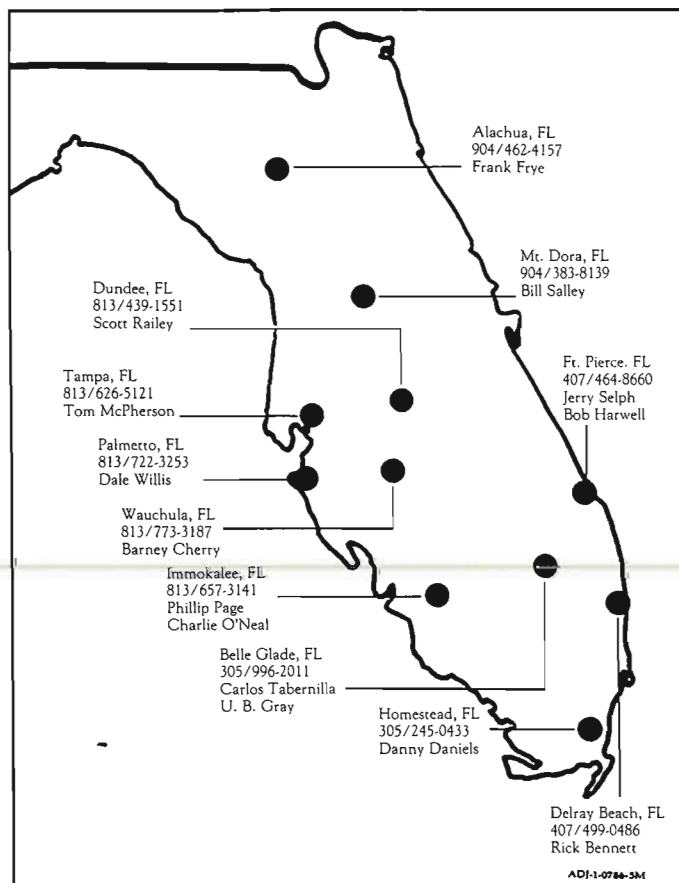 Alachua, FL
904/462-4157
Frank Frye
Mt. Dora, FL
904/383-8139
Bill Salley
Dundee, FL
813/439-1551
Scott Railey
Ft. Pierce. FL
407/464-8660
Jerry Selph
Bob Harwell
Tampa, FL
813/626-5121
Tom McPherson
Palmetto, FL
813/722-3253
Dale Willis
Wauchula, FL
813/773-3187
Barney Cherry
Immokalee, FL
813/657-3141
Phillip Page
Charlie O'Neal
Belle Glade, FL
305/996-2011
Carlos Tabernilla
U. B. Gray
Homestead, FL
305/245-0433
Danny Daniels
Delray Beach, FL
407/499-0486
Rick Bennett
ADJ-1-0786-5M